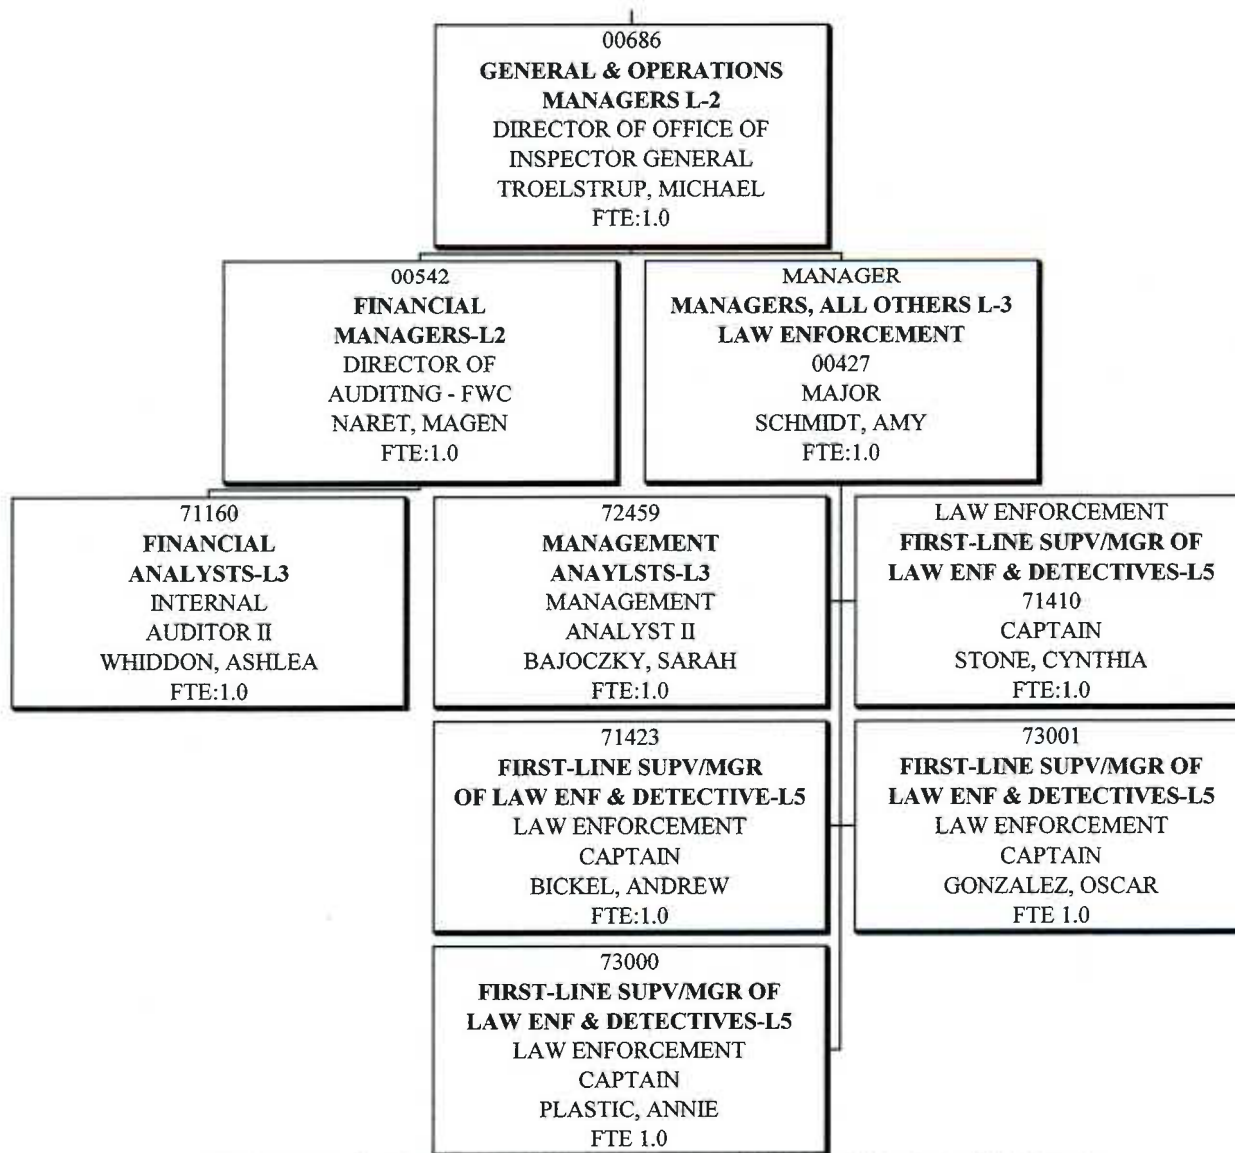 00686
GENERAL & OPERATIONS
MANAGERS L-2
DIRECTOR OF OFFICE OF
INSPECTOR GENERAL
TROELSTRUP, MICHAEL
FTE:1.0
00542
FINANCIAL
MANAGERS-L2
DIRECTOR OF
AUDITING - FWC
NARET, MAGEN
FTE:1.0
MANAGER
MANAGERS, ALL OTHERS L-3
LAW ENFORCEMENT
00427
MAJOR
SCHMIDT, AMY
FTE:1.0
71160
FINANCIAL
ANALYSTS-L3
INTERNAL
AUDITOR II
WHIDDON, ASHLEA
FTE:1.0
72459
MANAGEMENT
ANAYLSTS-L3
MANAGEMENT
ANALYST II
BAJOCZKY, SARAH
FTE:1.0
LAW ENFORCEMENT
FIRST-LINE SUPV/MGR OF
LAW ENF & DETECTIVES-L5
71410
CAPTAIN
STONE, CYNTHIA
FTE:1.0
71423
FIRST-LINE SUPV/MGR
OF LAW ENF & DETECTIVE-L5
LAW ENFORCEMENT
CAPTAIN
BICKEL, ANDREW
FTE:1.0
73001
FIRST-LINE SUPV/MGR OF
LAW ENF & DETECTIVES-L5
LAW ENFORCEMENT
CAPTAIN
GONZALEZ, OSCAR
FTE 1.0
73000
FIRST-LINE SUPV/MGR OF
LAW ENF & DETECTIVES-L5
LAW ENFORCEMENT
CAPTAIN
PLASTIC, ANNIE
FTE 1.0